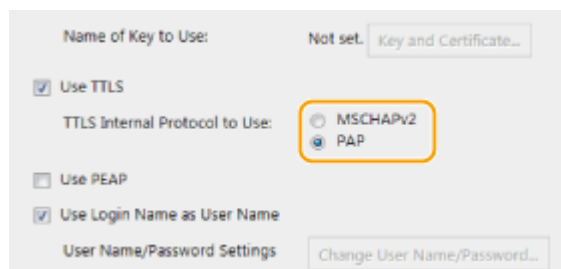 Name of Key to Use: Not set. Key and Certificate...
Use TTLS
TTLS Internal Protocol to Use: MSCHAPv2
PAP
Use PEAP
Use Login Name as User Name
User Name/Password Settings Change User Name/Password...